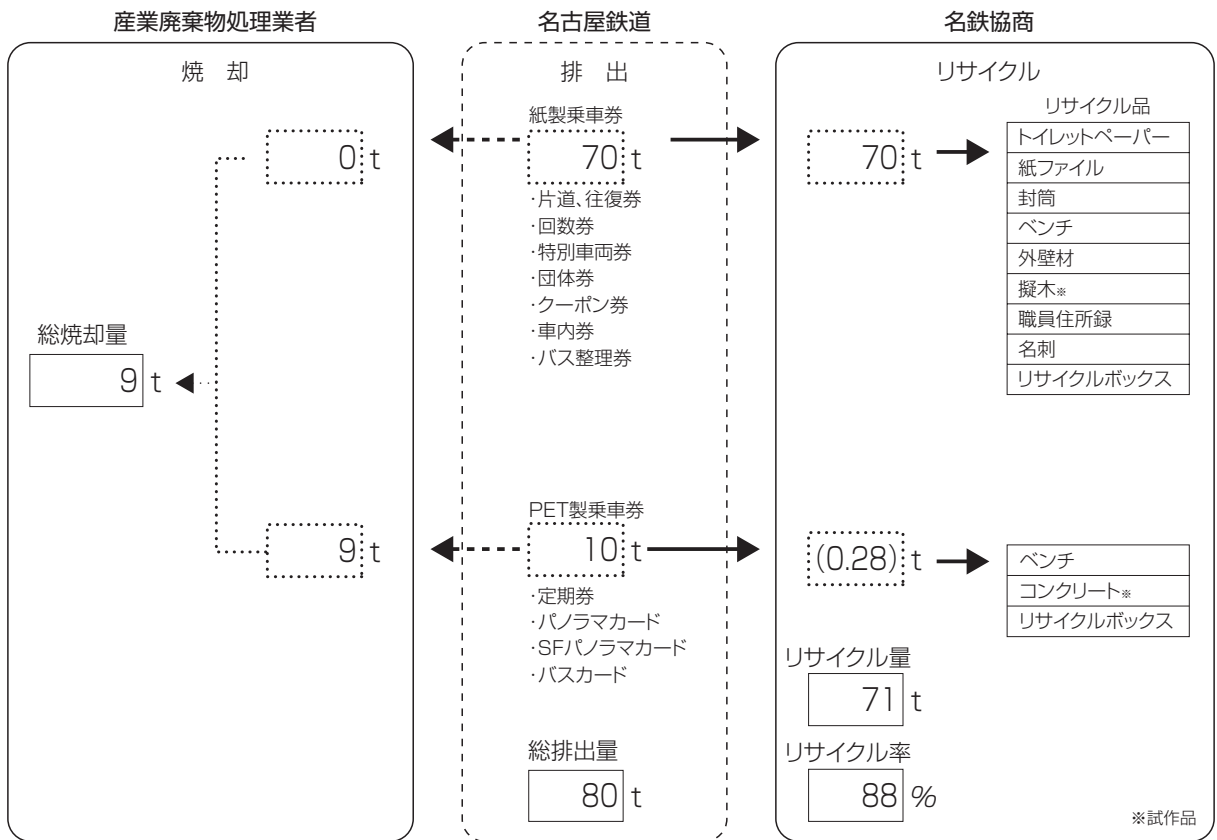 産業廃棄物処理業者
焼 却
0 t
総焼却量
9 t
9 t
名古屋鉄道
排 出
紙製乗車券
70 t
・片道、往復券
・回数券
・特別車両券
・団体券
・クーポン券
・車内券
・バス整理券
PET製乗車券
10 t
・定期券
・パノラマカード
・SFパノラマカード
・バスカード
総排出量
80 t
名鉄協商
リサイクル
70 t
リサイクル品
トイレットペーパー
紙ファイル
封筒
ベンチ
外壁材
擬木※
職員住所録
名刺
リサイクルボックス
(0.28) t
ベンチ
コンクリート※
リサイクルボックス
リサイクル量
71 t
リサイクル率
88 %
※試作品